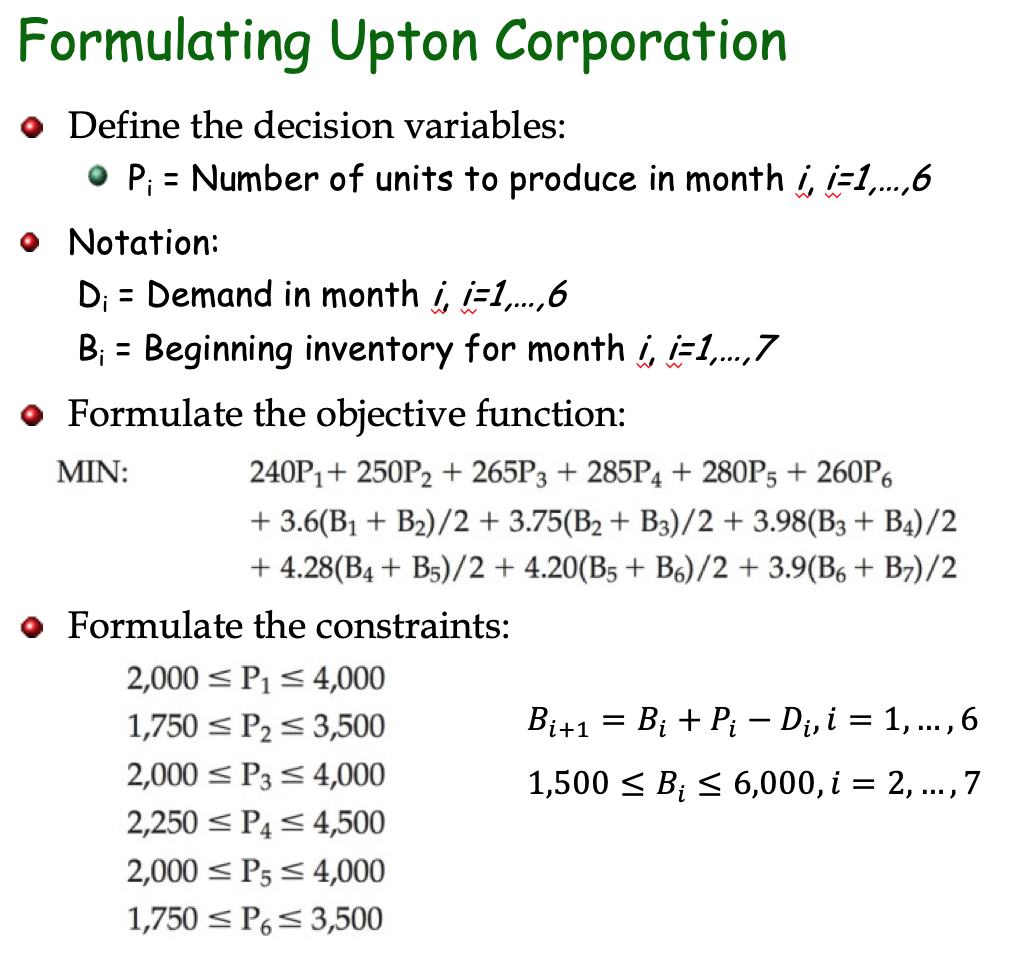 Formulating Upton Corporation
Define the decision variables:
Pᵢ = Number of units to produce in month i, i=1,...,6
Notation:
Dᵢ = Demand in month i, i=1,...,6
Bᵢ = Beginning inventory for month i, i=1,...,7
Formulate the objective function:
MIN: 240P₁+ 250P₂ + 265P₃ + 285P₄ + 280P₅ + 260P₆
+ 3.6(B₁ + B₂)/2 + 3.75(B₂ + B₃)/2 + 3.98(B₃ + B₄)/2
+ 4.28(B₄ + B₅)/2 + 4.20(B₅ + B₆)/2 + 3.9(B₆ + B₇)/2
Formulate the constraints:
2,000 ≤ P₁ ≤ 4,000
1,750 ≤ P₂ ≤ 3,500
2,000 ≤ P₃ ≤ 4,000
2,250 ≤ P₄ ≤ 4,500
2,000 ≤ P₅ ≤ 4,000
1,750 ≤ P₆ ≤ 3,500
Bᵢ₊₁ = Bᵢ + Pᵢ − Dᵢ, i = 1, … , 6
1,500 ≤ Bᵢ ≤ 6,000, i = 2, … , 7